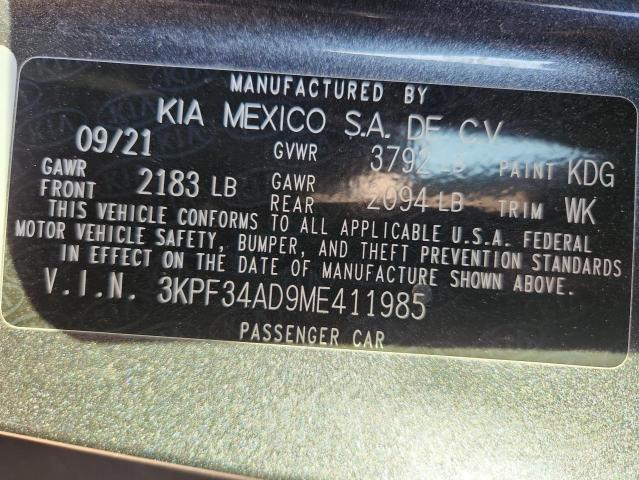 MANUFACTURED BY
KIA MEXICO S.A. DE C.V
09/21 GVWR 3792 LB PAINT KDG
GAWR FRONT 2183 LB GAWR REAR 2094 LB TRIM WK
THIS VEHICLE CONFORMS TO ALL APPLICABLE U.S.A. FEDERAL
MOTOR VEHICLE SAFETY, BUMPER, AND THEFT PREVENTION STANDARDS
IN EFFECT ON THE DATE OF MANUFACTURE SHOWN ABOVE.
V.I.N. 3KPF34AD9ME411985
PASSENGER CAR